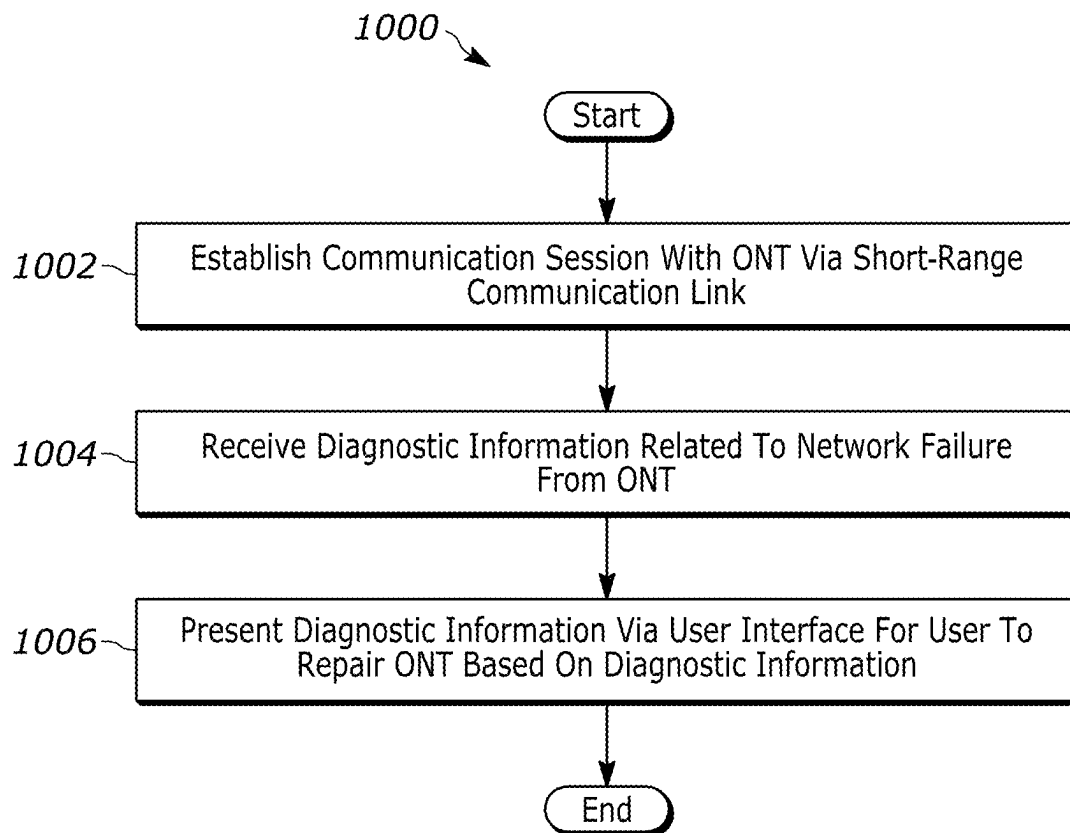 1000
Start
1002
Establish Communication Session With ONT Via Short-Range
Communication Link
1004
Receive Diagnostic Information Related To Network Failure
From ONT
1006
Present Diagnostic Information Via User Interface For User To
Repair ONT Based On Diagnostic Information
End